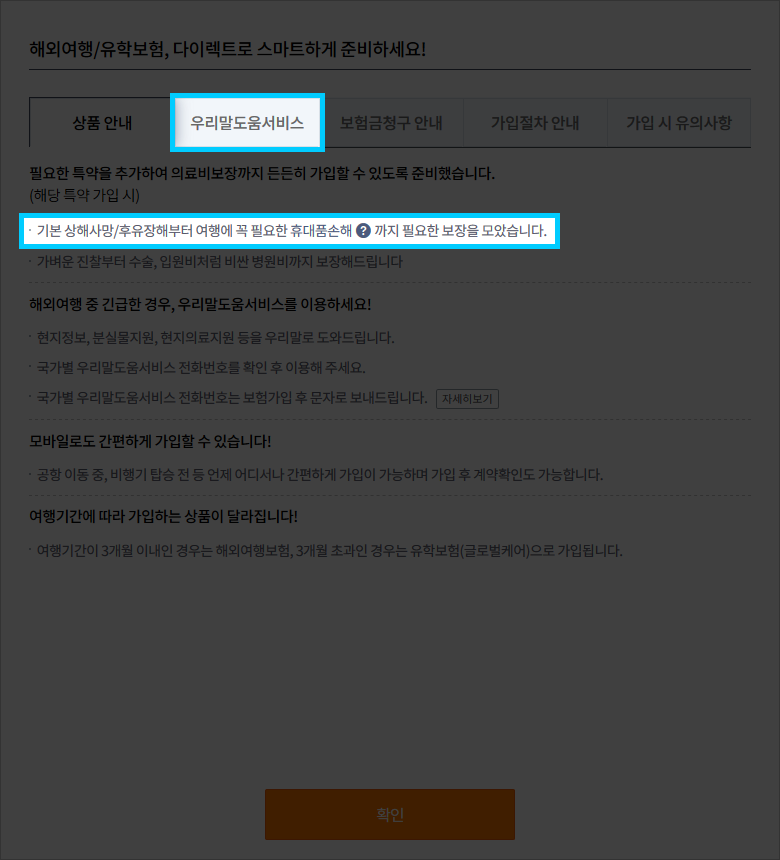 해외여행/유학보험, 다이렉트로 스마트하게 준비하세요!
상품 안내 우리말도움서비스 보험금청구 안내 가입절차 안내 가입 시 유의사항
필요한 특약을 추가하여 의료비보장까지 든든히 가입할 수 있도록 준비했습니다.
(해당 특약 가입 시)
· 기본 상해사망/후유장해부터 여행에 꼭 필요한 휴대품손해 ? 까지 필요한 보장을 모았습니다.
· 가벼운 진찰부터 수술, 입원비처럼 비싼 병원비까지 보장해드립니다
해외여행 중 긴급한 경우, 우리말도움서비스를 이용하세요!
· 현지정보, 분실물지원, 현지의료지원 등을 우리말로 도와드립니다.
· 국가별 우리말도움서비스 전화번호를 확인 후 이용해 주세요.
· 국가별 우리말도움서비스 전화번호는 보험가입 후 문자로 보내드립니다. 자세히보기
모바일로도 간편하게 가입할 수 있습니다!
· 공항 이동 중, 비행기 탑승 전 등 언제 어디서나 간편하게 가입이 가능하며 가입 후 계약확인도 가능합니다.
여행기간에 따라 가입하는 상품이 달라집니다!
· 여행기간이 3개월 이내인 경우는 해외여행보험, 3개월 초과인 경우는 유학보험(글로벌케어)으로 가입됩니다.
확인